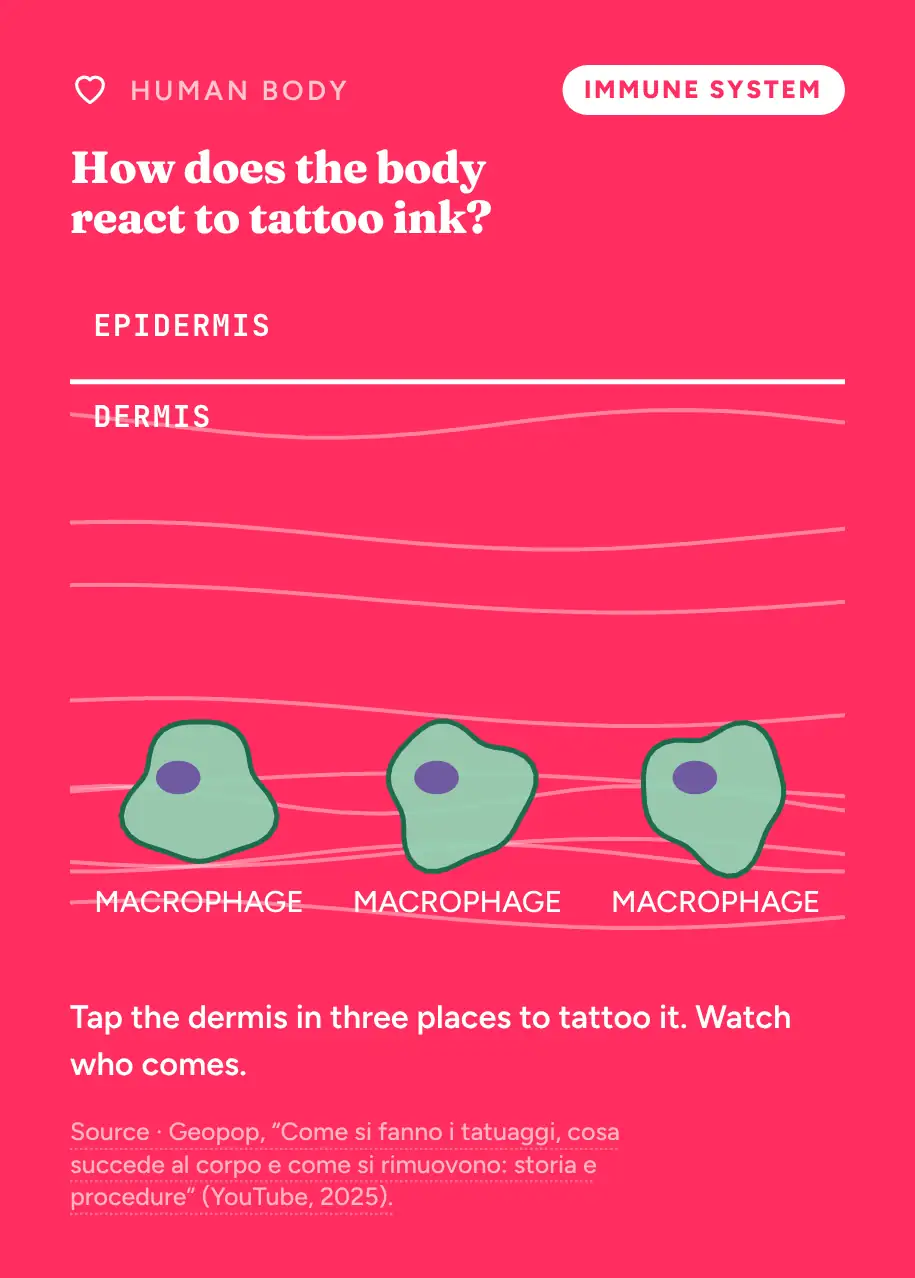 HUMAN BODY
IMMUNE SYSTEM
How does the body
react to tattoo ink?
EPIDERMIS
DERMIS
MACROPHAGE MACROPHAGE MACROPHAGE
Tap the dermis in three places to tattoo it. Watch
who comes.
Source · Geopop, “Come si fanno i tatuaggi, cosa
succede al corpo e come si rimuovono: storia e
procedure” (YouTube, 2025).